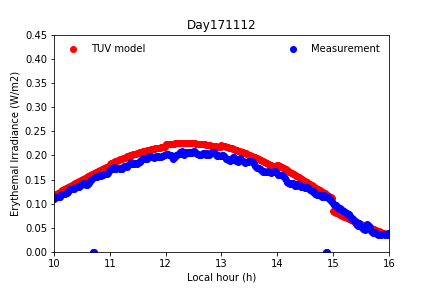 Day171112
TUV model
Measurement
Erythemal Irradiance (W/m2)
0.45
0.40
0.35
0.30
0.25
0.20
0.15
0.10
0.05
0.00
10 11 12 13 14 15 16
Local hour (h)